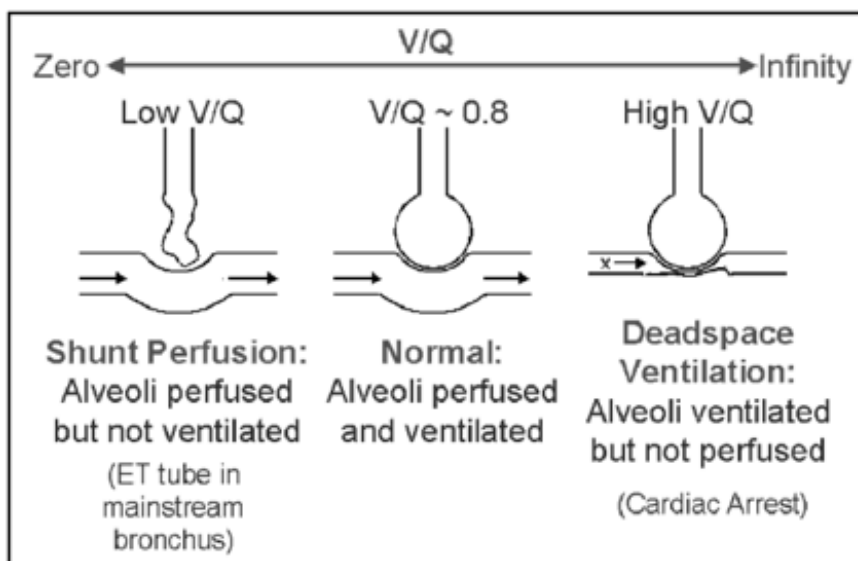 V/Q
Zero Infinity
Low V/Q
V/Q ~ 0.8
High V/Q
x
Shunt Perfusion:
Alveoli perfused
but not ventilated
(ET tube in
mainstream
bronchus)
Normal:
Alveoli perfused
and ventilated
Deadspace
Ventilation:
Alveoli ventilated
but not perfused
(Cardiac Arrest)